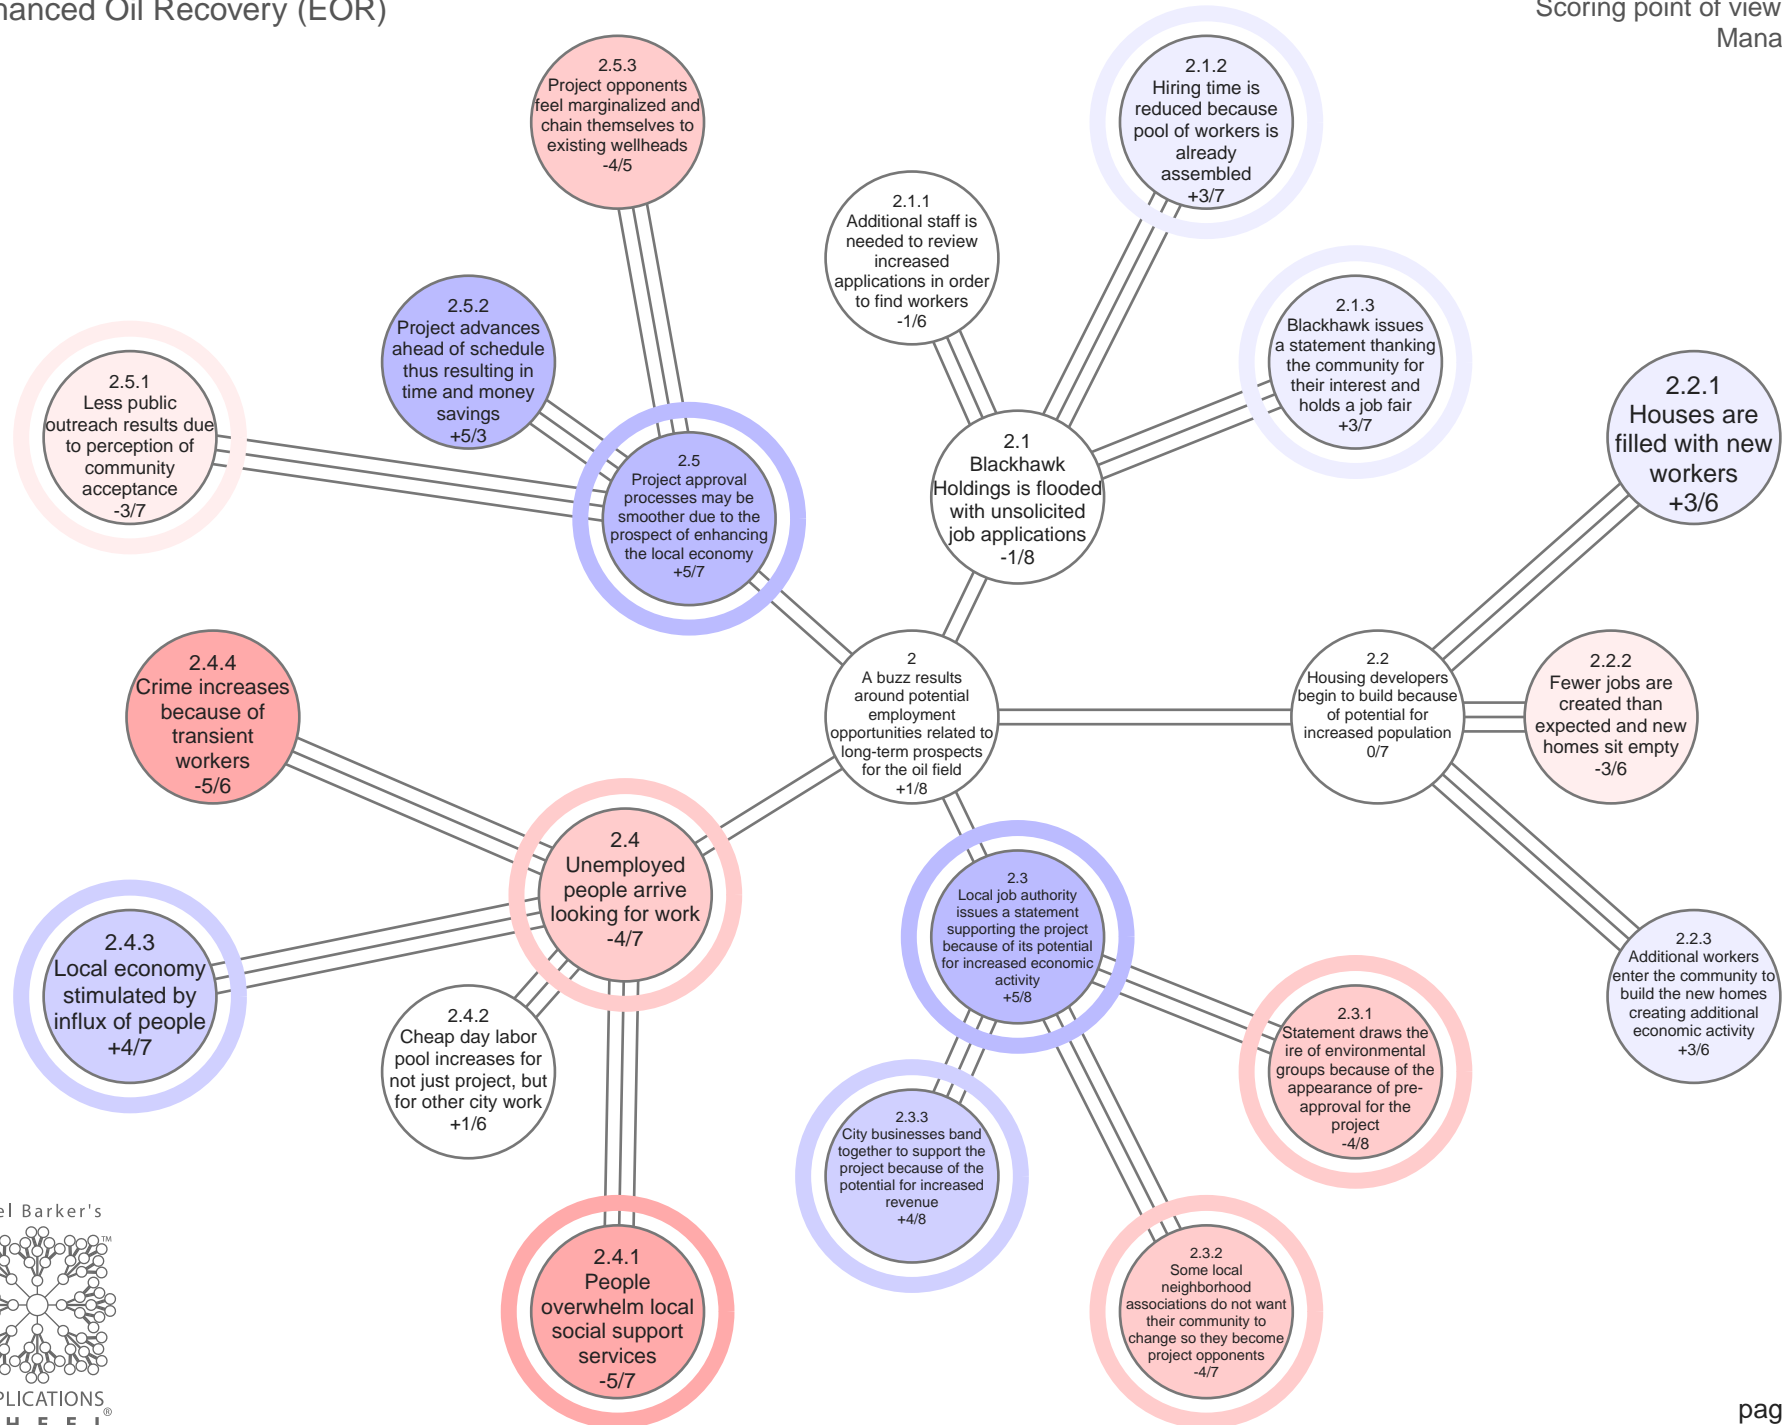 nanced Oil Recovery (EOR)
Scoring point of view
Mana
2.5.3
Project opponents
feel marginalized and
chain themselves to
existing wellheads
-4/5
2.1.2
Hiring time is
reduced because
pool of workers is
already
assembled
+3/7
2.1.1
Additional staff is
needed to review
increased
applications in order
to find workers
-1/6
2.5.2
Project advances
ahead of schedule
thus resulting in
time and money
savings
+5/3
2.1.3
Blackhawk issues
a statement thanking
the community for
their interest and
holds a job fair
+3/7
2.5.1
Less public
outreach results due
to perception of
community
acceptance
-3/7
2.2.1
Houses are
filled with new
workers
+3/6
2.1
Blackhawk
Holdings is flooded
with unsolicited
job applications
-1/8
2.5
Project approval
processes may be
smoother due to the
prospect of enhancing
the local economy
+5/7
2.4.4
Crime increases
because of
transient
workers
-5/6
2
A buzz results
around potential
employment
opportunities related to
long-term prospects
for the oil field
+1/8
2.2
Housing developers
begin to build because
of potential for
increased population
0/7
2.2.2
Fewer jobs are
created than
expected and new
homes sit empty
-3/6
2.4
Unemployed
people arrive
looking for work
-4/7
2.3
Local job authority
issues a statement
supporting the project
because of its potential
for increased economic
activity
+5/8
2.4.3
Local economy
stimulated by
influx of people
+4/7
2.2.3
Additional workers
enter the community to
build the new homes
creating additional
economic activity
+3/6
2.4.2
Cheap day labor
pool increases for
not just project, but
for other city work
+1/6
2.3.1
Statement draws the
ire of environmental
groups because of the
appearance of pre-
approval for the
project
-4/8
2.3.3
City businesses band
together to support the
project because of the
potential for increased
revenue
+4/8
2.4.1
People
overwhelm local
social support
services
-5/7
2.3.2
Some local
neighborhood
associations do not want
their community to
change so they become
project opponents
-4/7
el Barker's
™
PLICATIONS
H E E L ®
pag